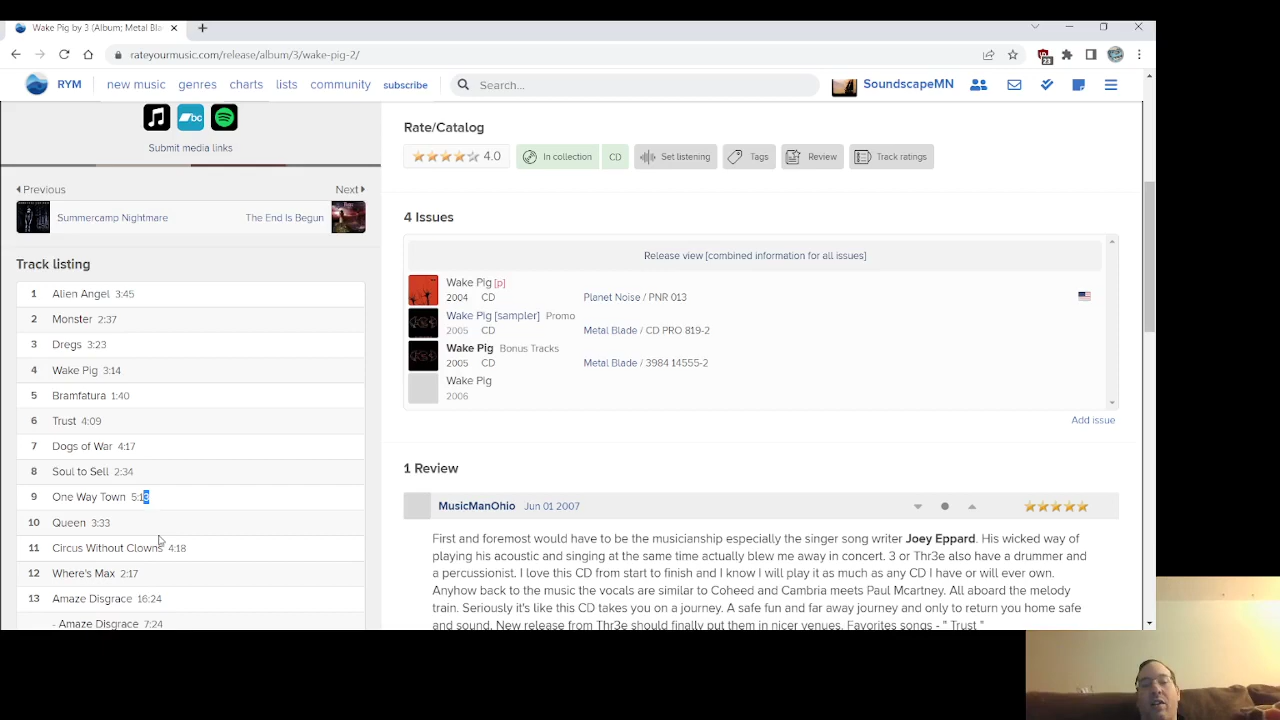 Wake Pig by 3 (Album; Metal Bla
rateyourmusic.com/release/album/3/wake-pig-2/
23
RYM
new music
genres
charts
lists
community
subscribe
Search...
SoundscapeMN
bc
Submit media links
Previous
Next
Summercamp Nightmare
The End Is Begun
Track listing
1 Alien Angel 3:45
2 Monster 2:37
3 Dregs 3:23
4 Wake Pig 3:14
5 Bramfatura 1:40
6 Trust 4:09
7 Dogs of War 4:17
8 Soul to Sell 2:34
9 One Way Town 5:13
10 Queen 3:33
11 Circus Without Clowns 4:18
12 Where's Max 2:17
13 Amaze Disgrace 16:24
- Amaze Disgrace 7:24
Rate/Catalog
4.0
In collection
CD
Set listening
Tags
Review
Track ratings
4 Issues
Release view [combined information for all issues]
Wake Pig [p]
2004 CD Planet Noise / PNR 013
Wake Pig [sampler] Promo
2005 CD Metal Blade / CD PRO 819-2
Wake Pig Bonus Tracks
2005 CD Metal Blade / 3984 14555-2
Wake Pig
2006
Add issue
1 Review
MusicManOhio Jun 01 2007
First and foremost would have to be the musicianship especially the singer song writer Joey Eppard. His wicked way of
playing his acoustic and singing at the same time actually blew me away in concert. 3 or Thr3e also have a drummer and
a percussionist. I love this CD from start to finish and I know I will play it as much as any CD I have or will ever own.
Anyhow back to the music the vocals are similar to Coheed and Cambria meets Paul Mcartney. All aboard the melody
train. Seriously it's like this CD takes you on a journey. A safe fun and far away journey and only to return you home safe
and sound. New release from Thr3e should finally put them in nicer venues. Favorites songs - " Trust "